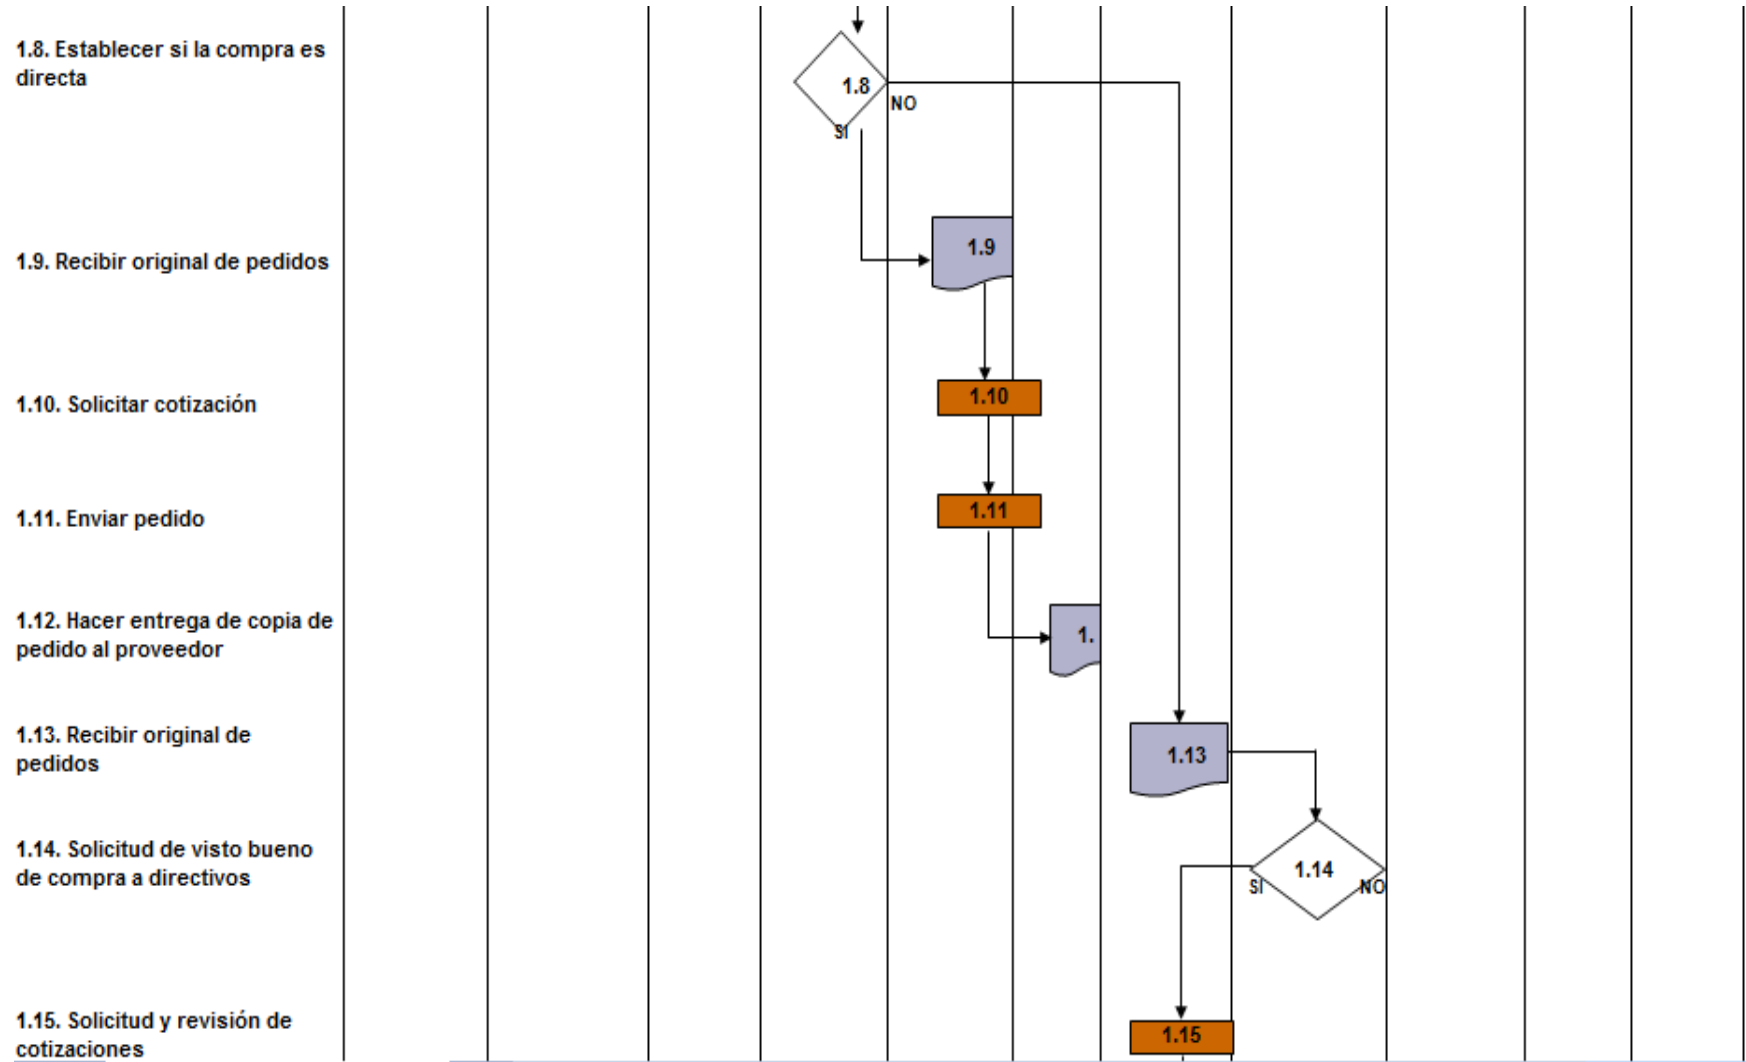 1.8. Establecer si la compra es
directa
1.8
NO
SI
1.9. Recibir original de pedidos
1.9
1.10. Solicitar cotización
1.10
1.11. Enviar pedido
1.11
1.12. Hacer entrega de copia de
pedido al proveedor
1.
1.13. Recibir original de
pedidos
1.13
1.14. Solicitud de visto bueno
de compra a directivos
1.14
SI
NO
1.15. Solicitud y revisión de
cotizaciones
1.15